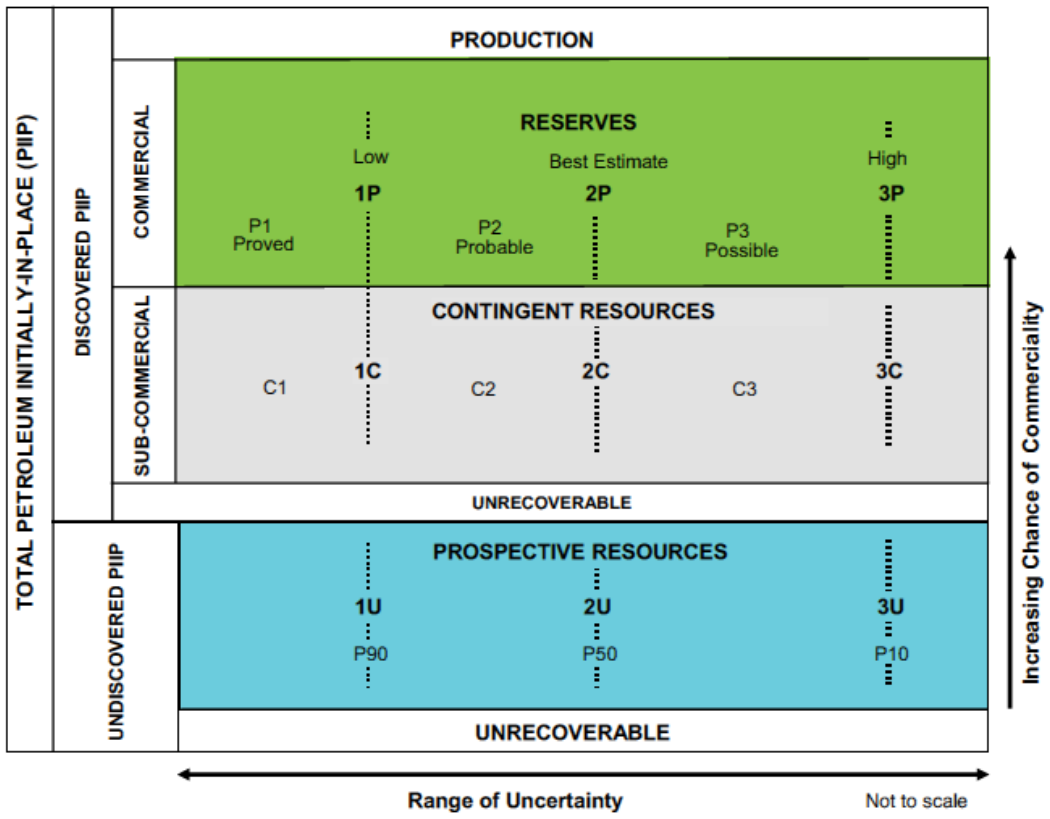 TOTAL PETROLEUM INITIALLY-IN-PLACE (PIIP)
DISCOVERED PIIP
UNDISCOVERED PIIP
COMMERCIAL
SUB-COMMERCIAL
PRODUCTION
RESERVES
Low
Best Estimate
High
1P
2P
3P
P1
Proved
P2
Probable
P3
Possible
CONTINGENT RESOURCES
1C
2C
3C
C1
C2
C3
UNRECOVERABLE
PROSPECTIVE RESOURCES
1U
2U
3U
P90
P50
P10
UNRECOVERABLE
Increasing Chance of Commerciality
Range of Uncertainty
Not to scale